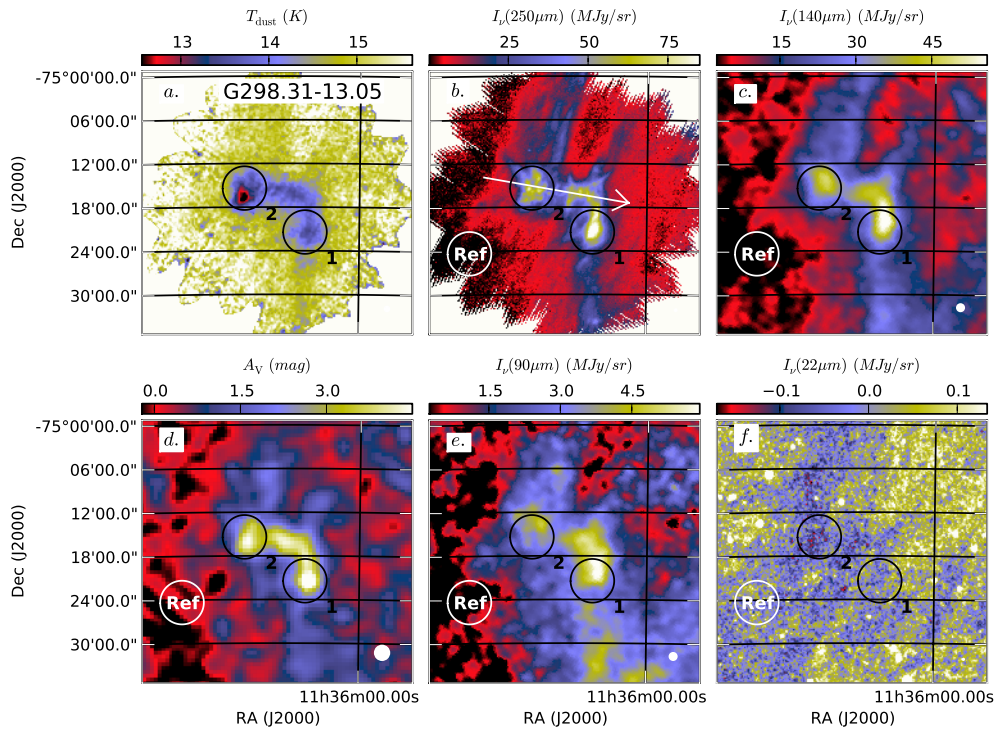 T_dust (K)
13 14 15
I_ν(250μm) (MJy/sr)
25 50 75
I_ν(140μm) (MJy/sr)
15 30 45
-75°00'00.0"
06'00.0"
12'00.0"
18'00.0"
24'00.0"
30'00.0"
Dec (J2000)
a. G298.31-13.05
2
1
b.
2
1
Ref
c.
2
1
Ref
A_V (mag)
0.0 1.5 3.0
I_ν(90μm) (MJy/sr)
1.5 3.0 4.5
I_ν(22μm) (MJy/sr)
−0.1 0.0 0.1
-75°00'00.0"
06'00.0"
12'00.0"
18'00.0"
24'00.0"
30'00.0"
Dec (J2000)
d.
2
1
Ref
e.
2
1
Ref
f.
2
1
Ref
11h36m00.00s
RA (J2000)
11h36m00.00s
RA (J2000)
11h36m00.00s
RA (J2000)